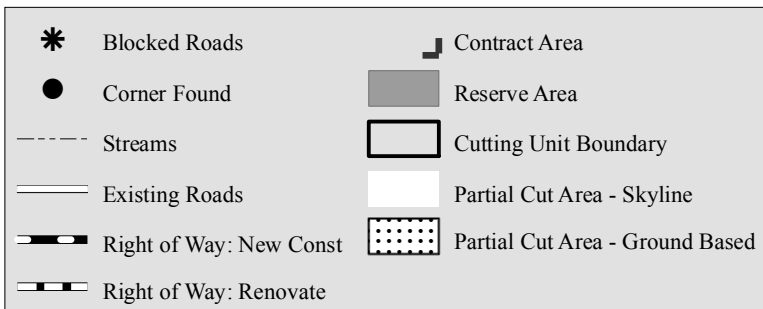 Blocked Roads
Corner Found
Streams
Existing Roads
Right of Way: New Const
Right of Way: Renovate
Contract Area
Reserve Area
Cutting Unit Boundary
Partial Cut Area - Skyline
Partial Cut Area - Ground Based